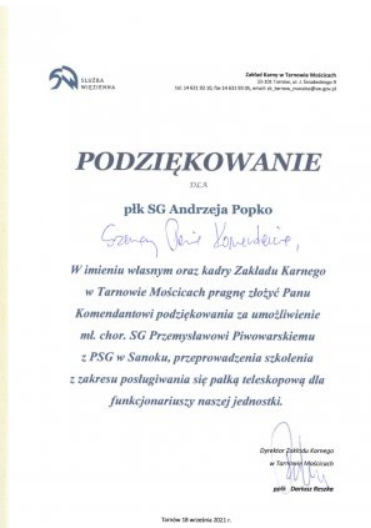 SŁUŻBA
WIĘZIENNA
Zakład Karny w Tarnowie Mościcach
PODZIĘKOWANIE
DLA
płk SG Andrzeja Popko
Szanowny Panie Komendancie,
W imieniu własnym oraz kadry Zakładu Karnego
w Tarnowie Mościcach pragnę złożyć Panu
Komendantowi podziękowania za umożliwienie
mł. chor. SG Przemysławowi Piwowarskiemu
z PSG w Sanoku, przeprowadzenia szkolenia
z zakresu posługiwania się pałką teleskopową dla
funkcjonariuszy naszej jednostki.
Dyrektor Zakładu Karnego
w Tarnowie Mościcach
ppłk Dariusz Reszka
Tarnów 18 września 2021 r.